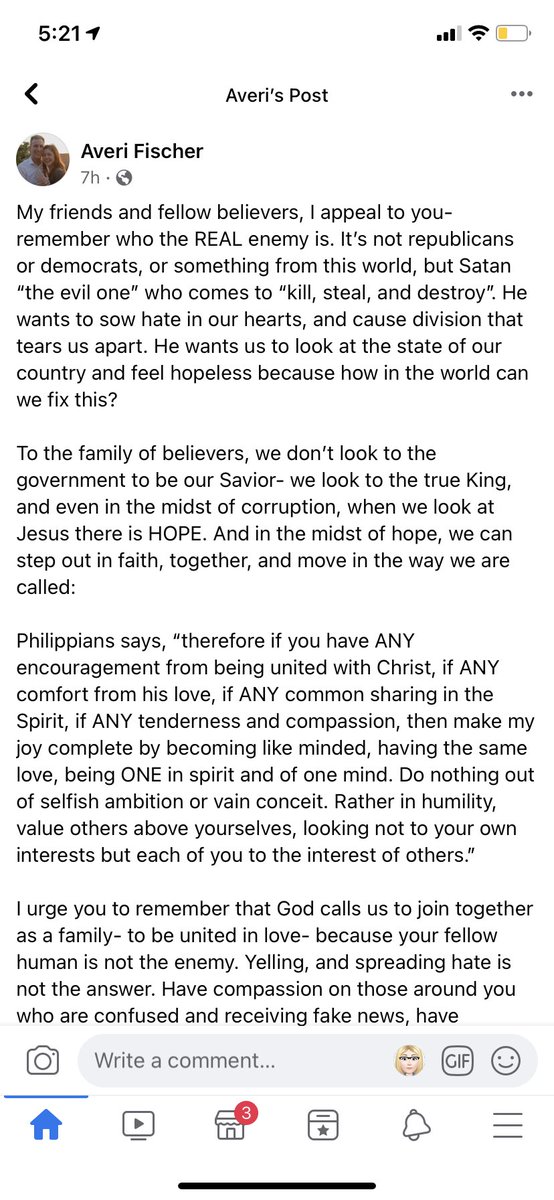 5:21
Averi’s Post
Averi Fischer
7h ·
My friends and fellow believers, I appeal to you-
remember who the REAL enemy is. It’s not republicans
or democrats, or something from this world, but Satan
“the evil one” who comes to “kill, steal, and destroy”. He
wants to sow hate in our hearts, and cause division that
tears us apart. He wants us to look at the state of our
country and feel hopeless because how in the world can
we fix this?
To the family of believers, we don’t look to the
government to be our Savior- we look to the true King,
and even in the midst of corruption, when we look at
Jesus there is HOPE. And in the midst of hope, we can
step out in faith, together, and move in the way we are
called:
Philippians says, “therefore if you have ANY
encouragement from being united with Christ, if ANY
comfort from his love, if ANY common sharing in the
Spirit, if ANY tenderness and compassion, then make my
joy complete by becoming like minded, having the same
love, being ONE in spirit and of one mind. Do nothing out
of selfish ambition or vain conceit. Rather in humility,
value others above yourselves, looking not to your own
interests but each of you to the interest of others.”
I urge you to remember that God calls us to join together
as a family- to be united in love- because your fellow
human is not the enemy. Yelling, and spreading hate is
not the answer. Have compassion on those around you
who are confused and receiving fake news, have
Write a comment...
GIF
3